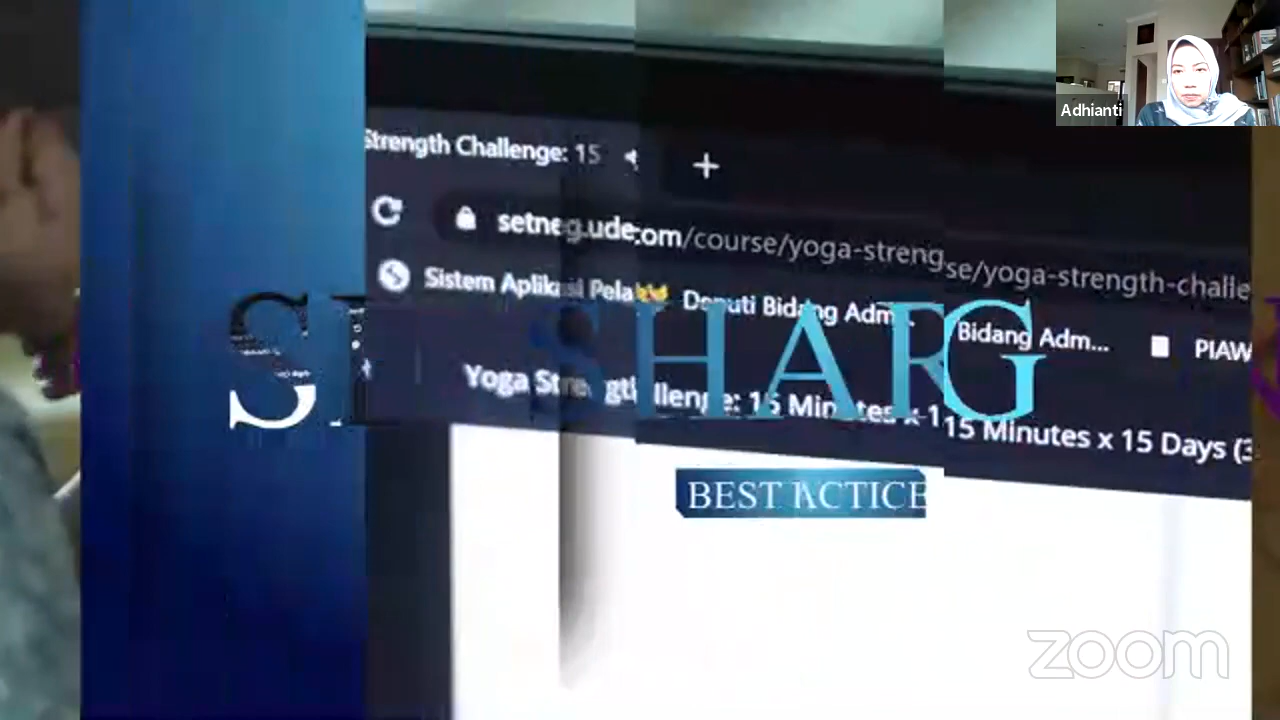 Adhianti
Strength Challenge: 15
+
setneg.ude
com/course/yoga-streng
se/yoga-strength-challe
Sistem Aplikasi Pela
Deputi Bidang Adm...
Bidang Adm...
PIAW
SHAR G
Yoga Stre
llenge: 15 Minutes x 1
15 Minutes x 15 Days (3
BEST
ACTICE
zoom